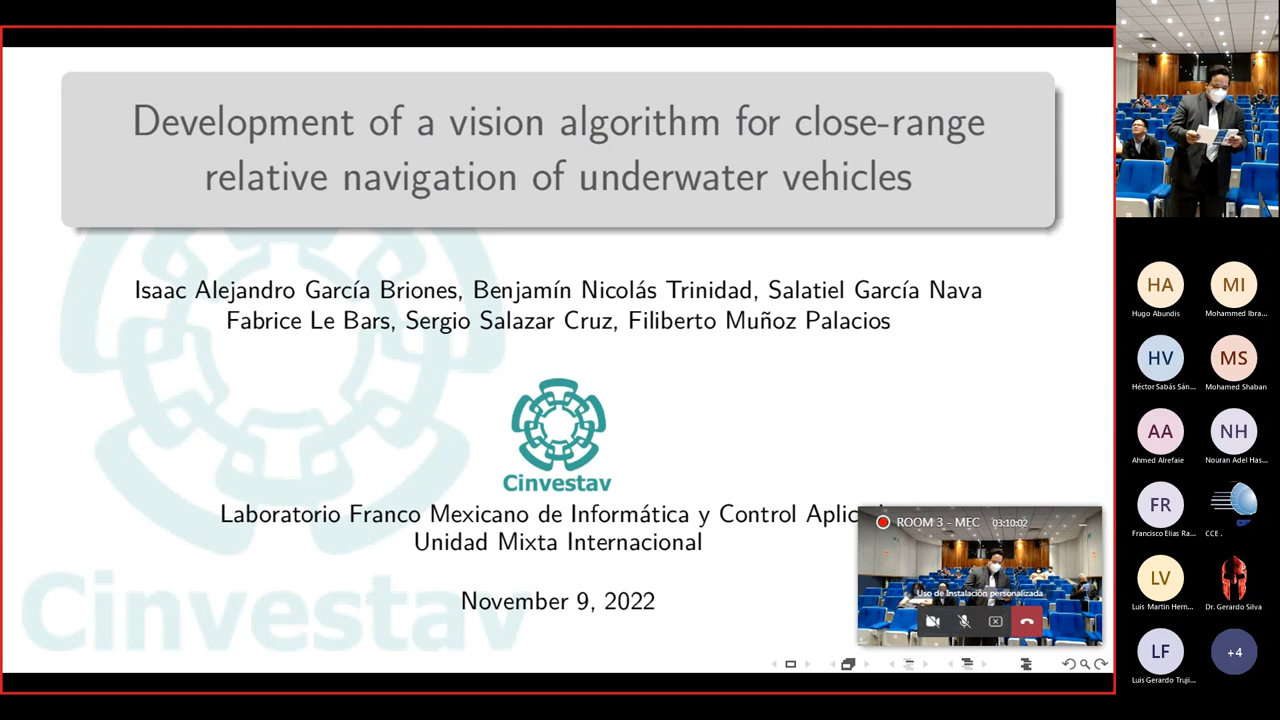 Development of a vision algorithm for close-range
relative navigation of underwater vehicles
Isaac Alejandro García Briones, Benjamín Nicolás Trinidad, Salatiel García Nava
Fabrice Le Bars, Sergio Salazar Cruz, Filiberto Muñoz Palacios
Cinvestav
Laboratorio Franco Mexicano de Informática y Control
Unidad Mixta Internacional
November 9, 2022
Cinvestav
ROOM 3 - MEC 03:10:02
Uso de Instalación personalizada
HA
Hugo Abundis
MI
Mohammed Ibra...
HV
Héctor Sabás Sán...
MS
Mohamed Shaban
AA
Ahmed Alrefaie
NH
Nouran Adel Has...
FR
Francisco Elias Ra...
CCE .
LV
Luis Martin Hern...
Dr. Gerardo Silva
LF
Luis Gerardo Truji...
+4